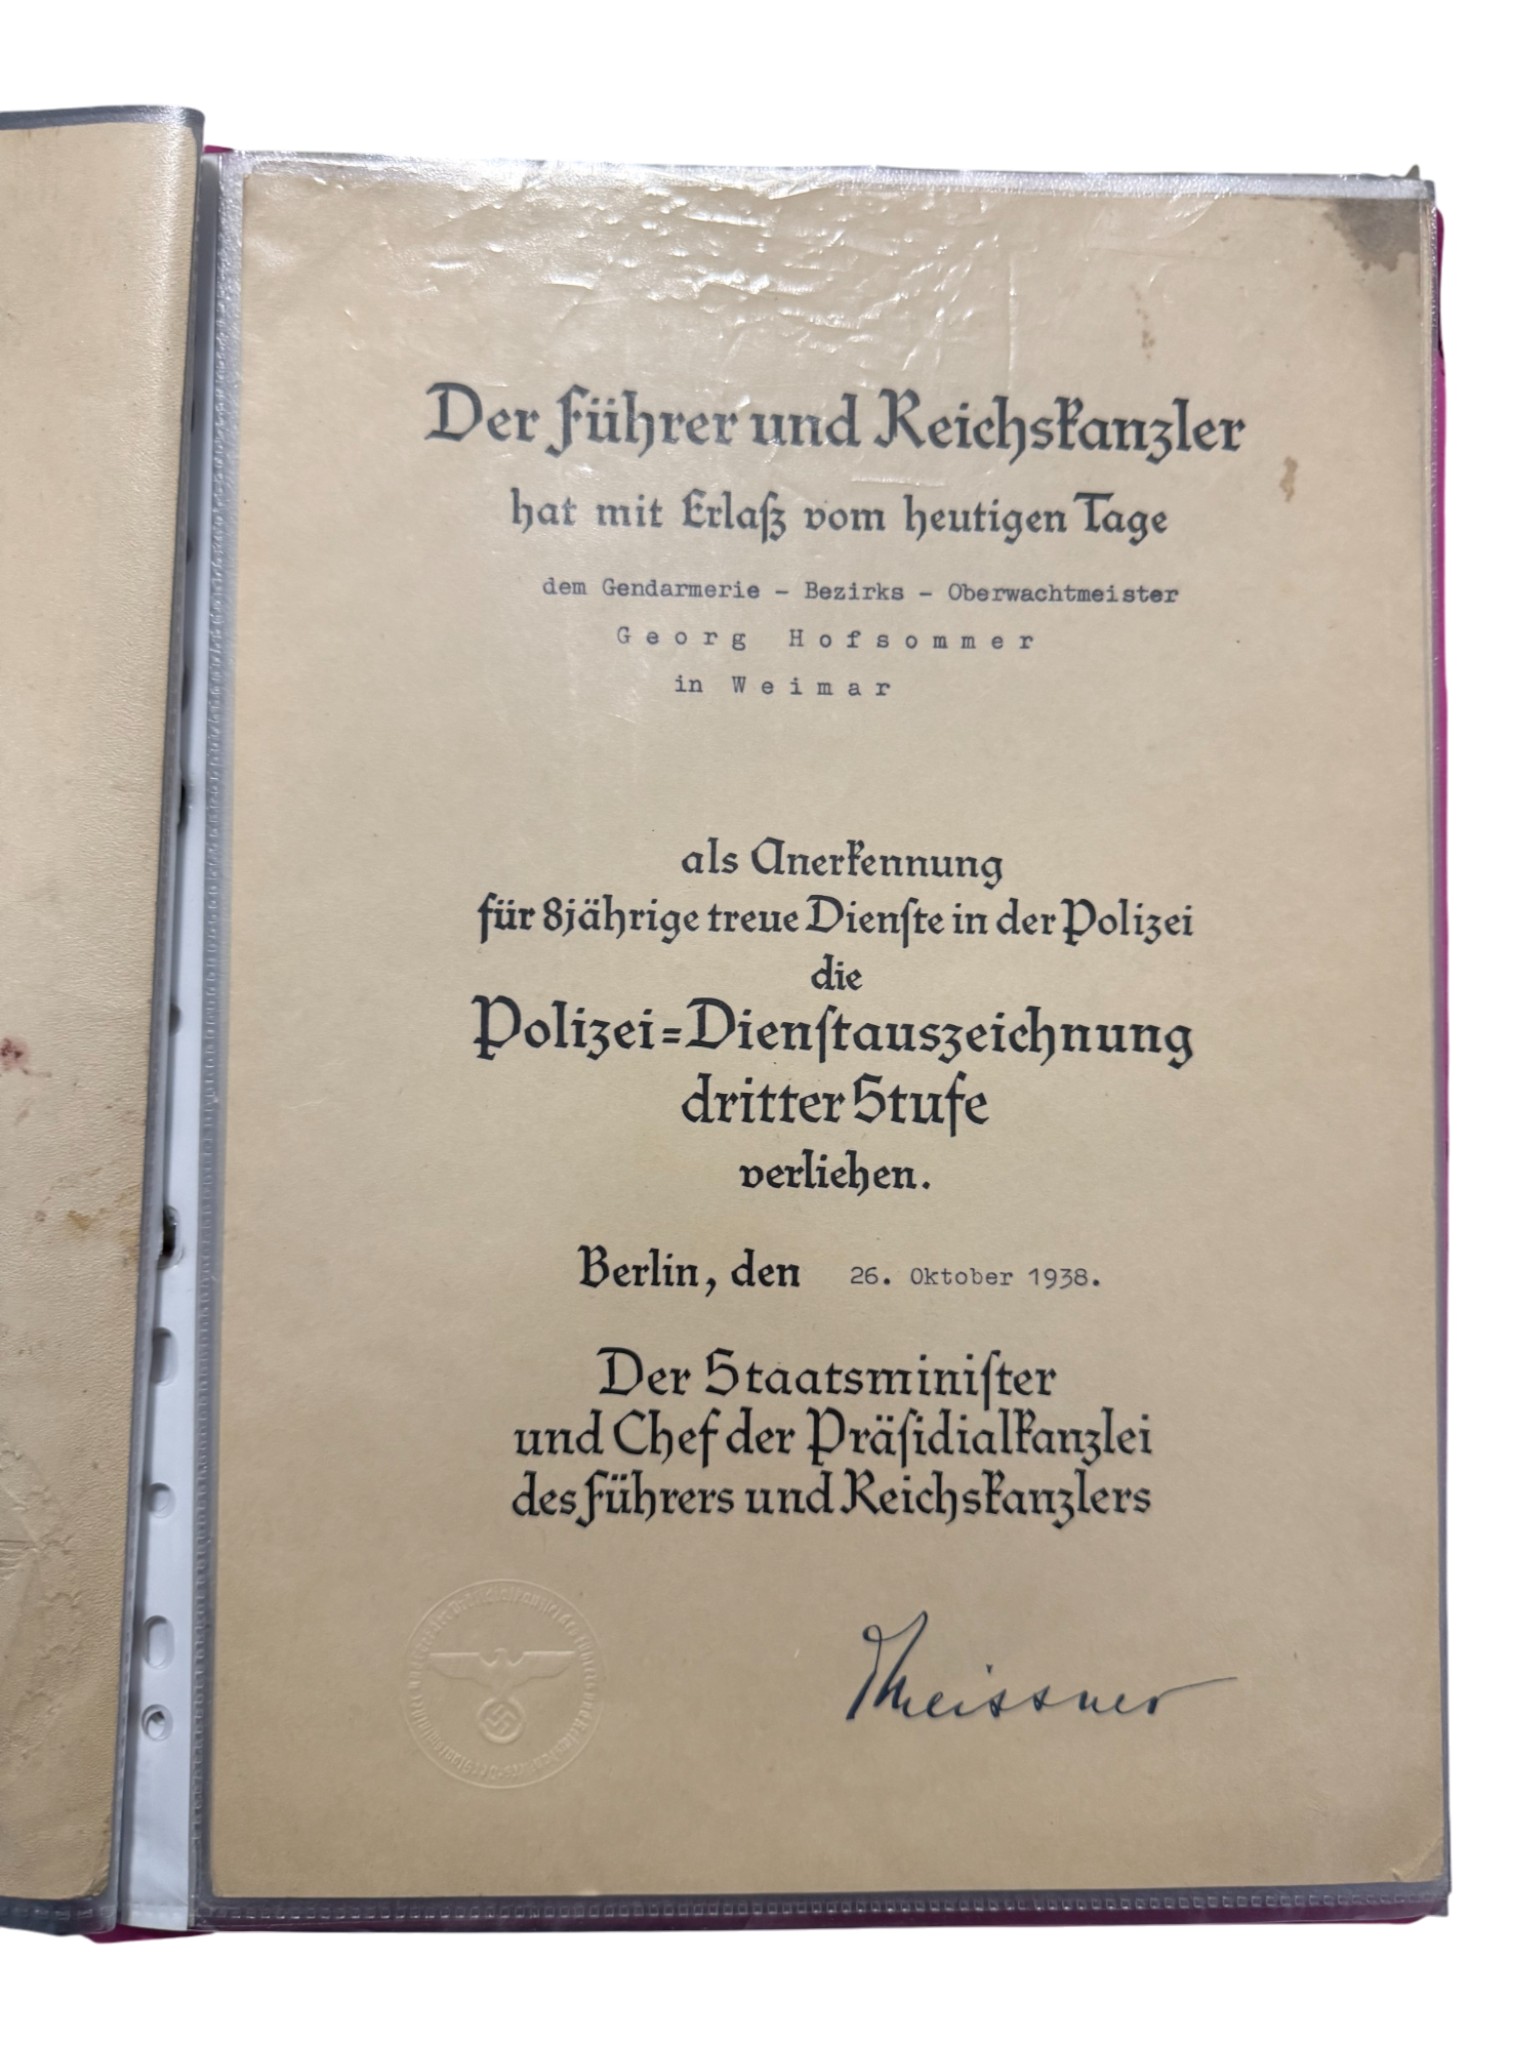 Der Führer und Reichskanzler
hat mit Erlaß vom heutigen Tage
dem Gendarmerie - Bezirks - Oberwachtmeister
Georg Hofsommer
in Weimar
als Anerkennung
für 8jährige treue Dienste in der Polizei
die
Polizei=Dienstauszeichnung
dritter Stufe
verliehen.
Berlin, den 26. Oktober 1938.
Der Staatsminister
und Chef der Präsidialkanzlei
des Führers und Reichskanzlers
Meissner